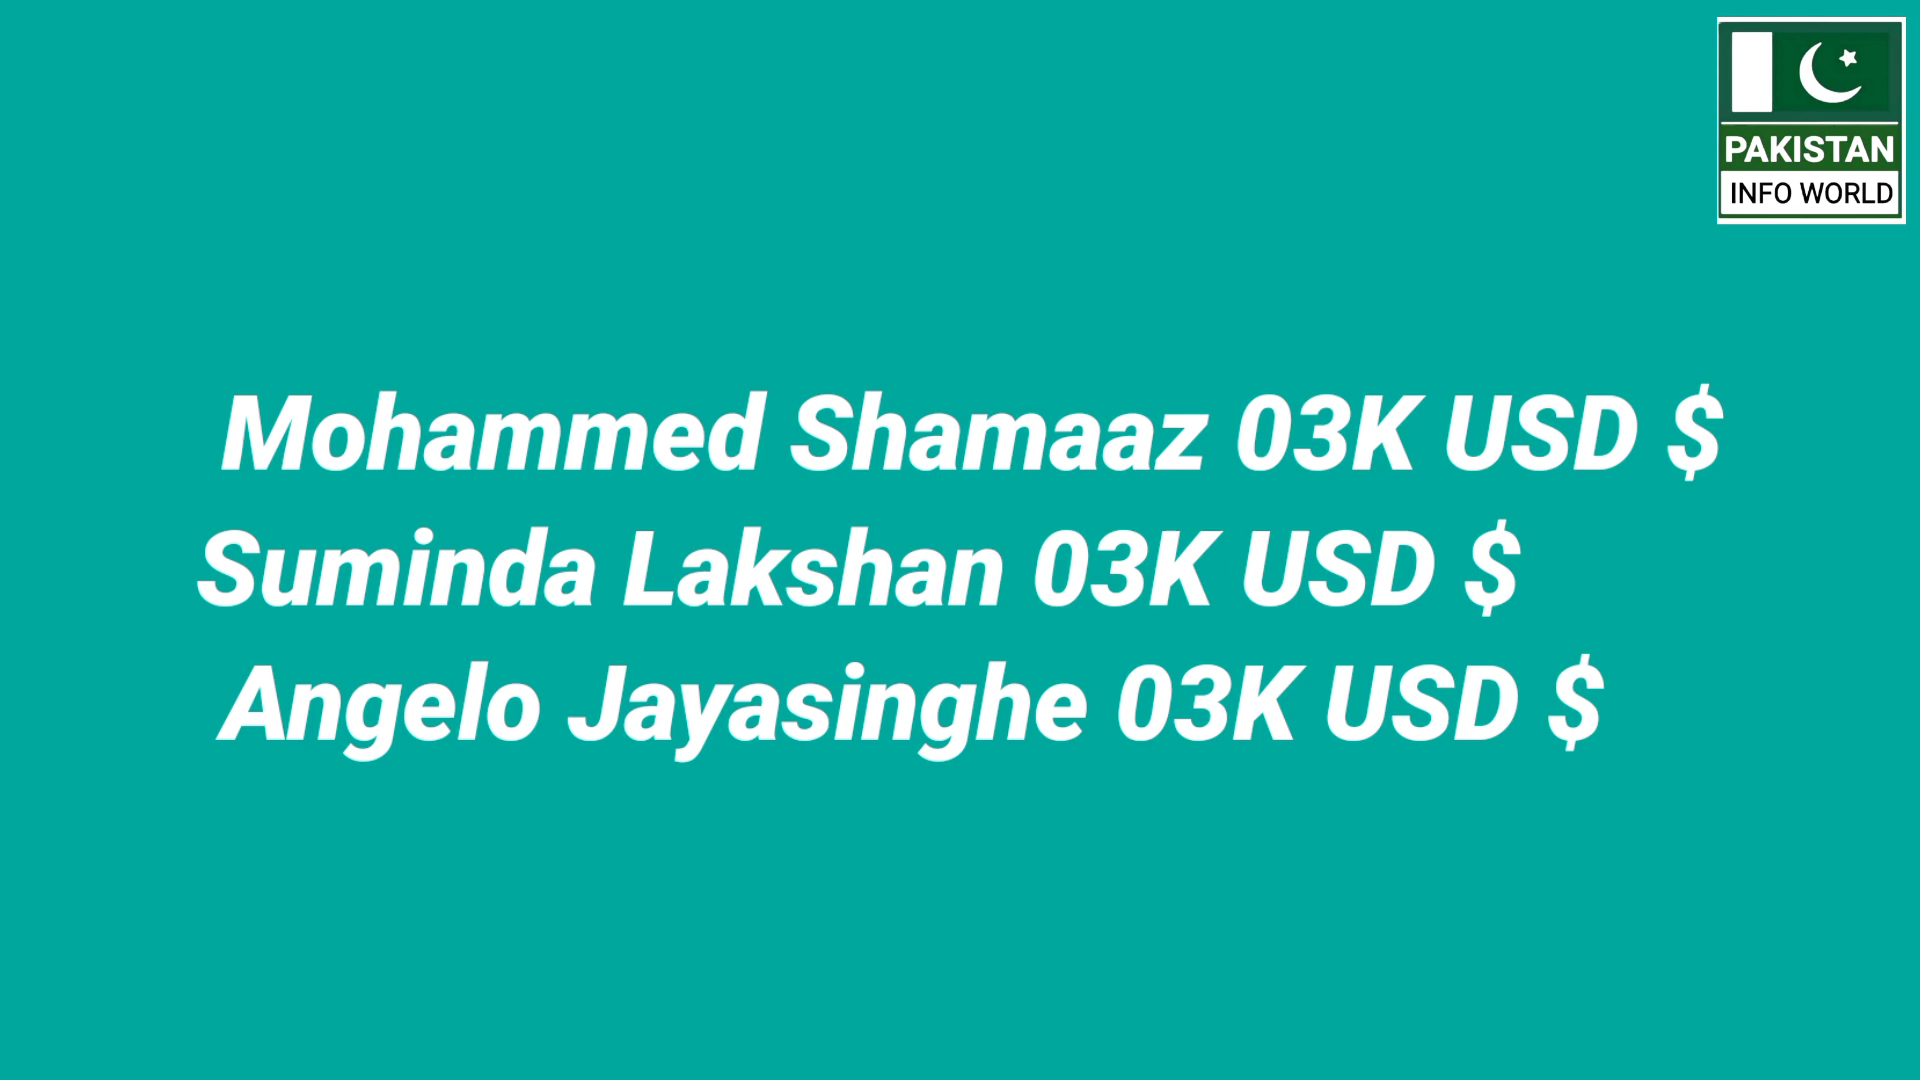 PAKISTAN
INFO WORLD
Mohammed Shamaaz 03K USD $
Suminda Lakshan 03K USD $
Angelo Jayasinghe 03K USD $